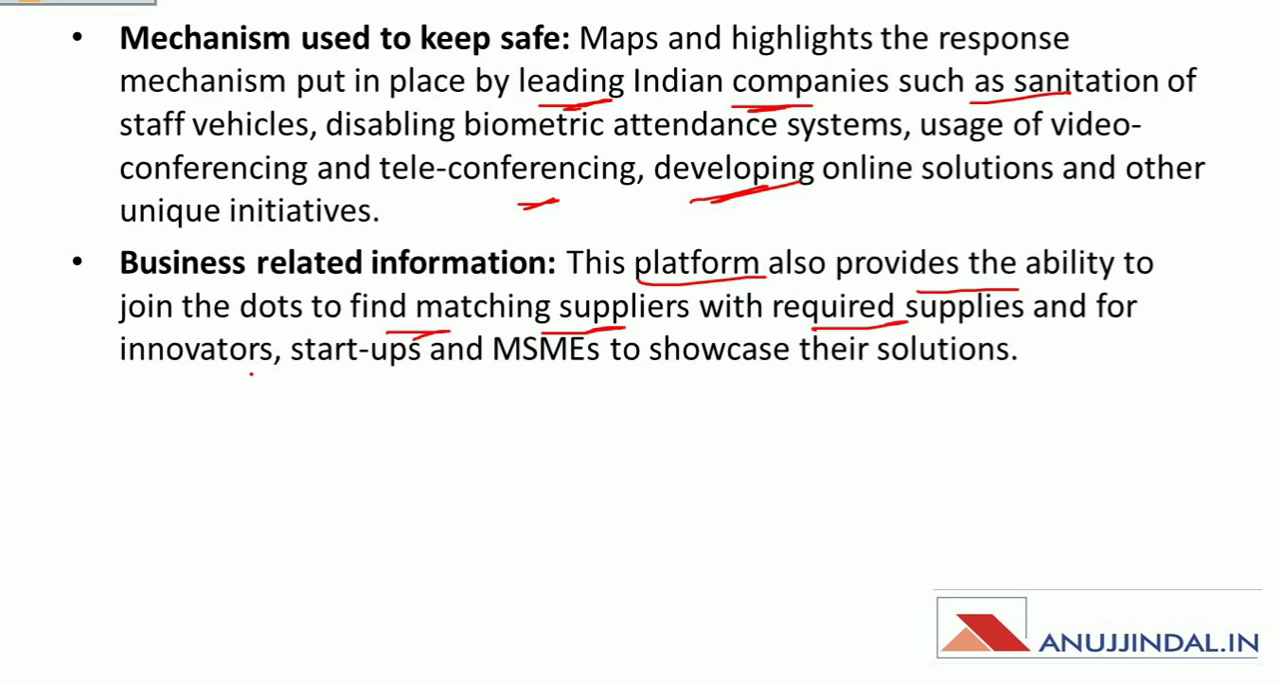 • Mechanism used to keep safe: Maps and highlights the response
mechanism put in place by leading Indian companies such as sanitation of
staff vehicles, disabling biometric attendance systems, usage of video-
conferencing and tele-conferencing, developing online solutions and other
unique initiatives.
• Business related information: This platform also provides the ability to
join the dots to find matching suppliers with required supplies and for
innovators, start-ups and MSMEs to showcase their solutions.
ANUJJINDAL.IN